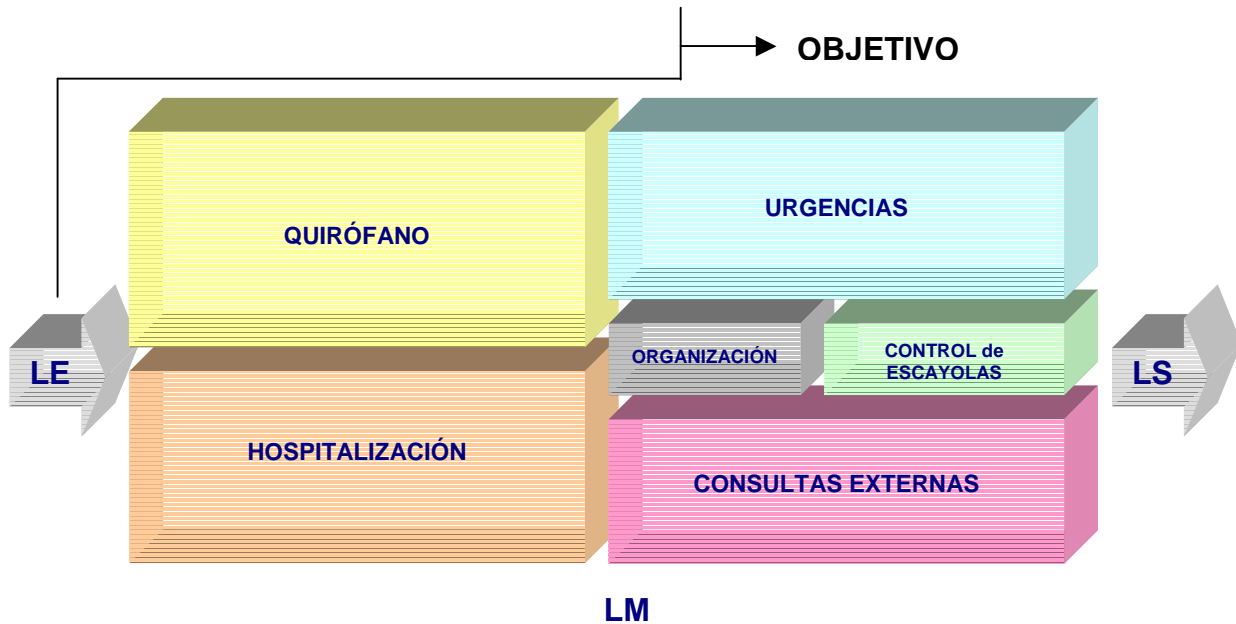 OBJETIVO
QUIRÓFANO
URGENCIAS
LE
ORGANIZACIÓN
CONTROL de
ESCAYOLAS
LS
HOSPITALIZACIÓN
CONSULTAS EXTERNAS
LM